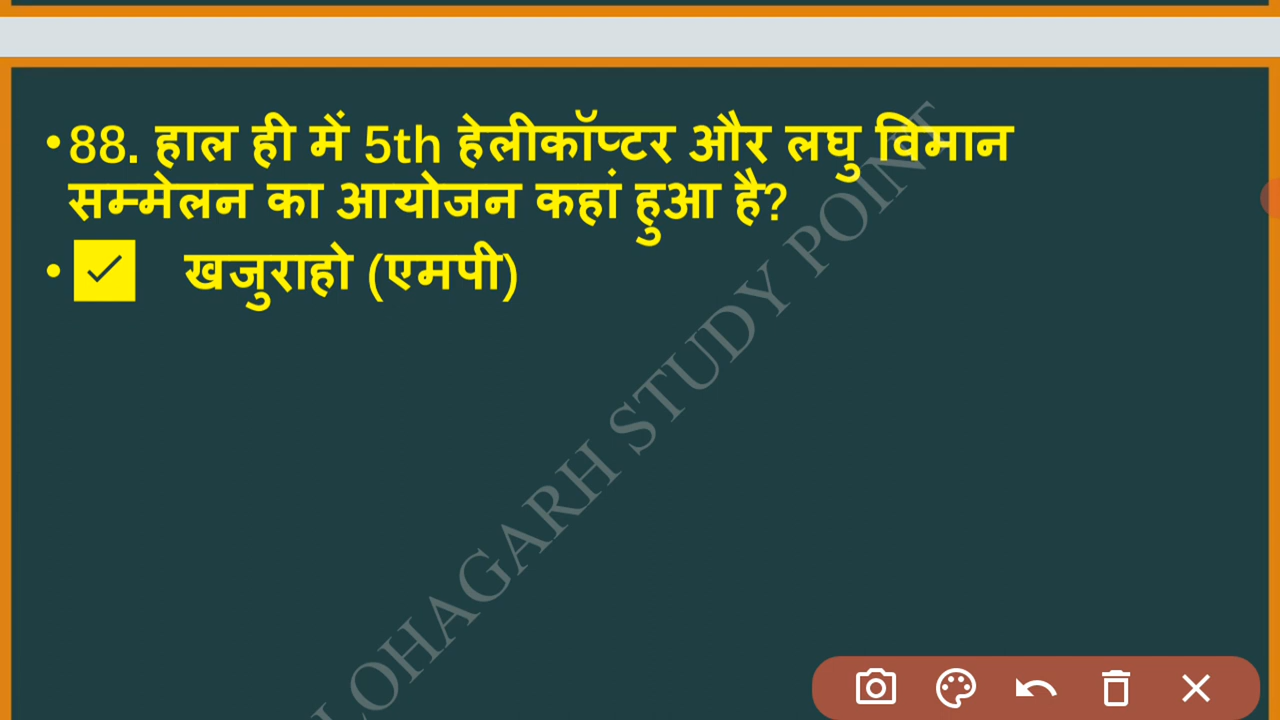 •88. हाल ही में 5th हेलीकॉप्टर और लघु विमान
सम्मेलन का आयोजन कहां हुआ है?
• ✓ खजुराहो (एमपी)
LOHAGARH STUDY POINT